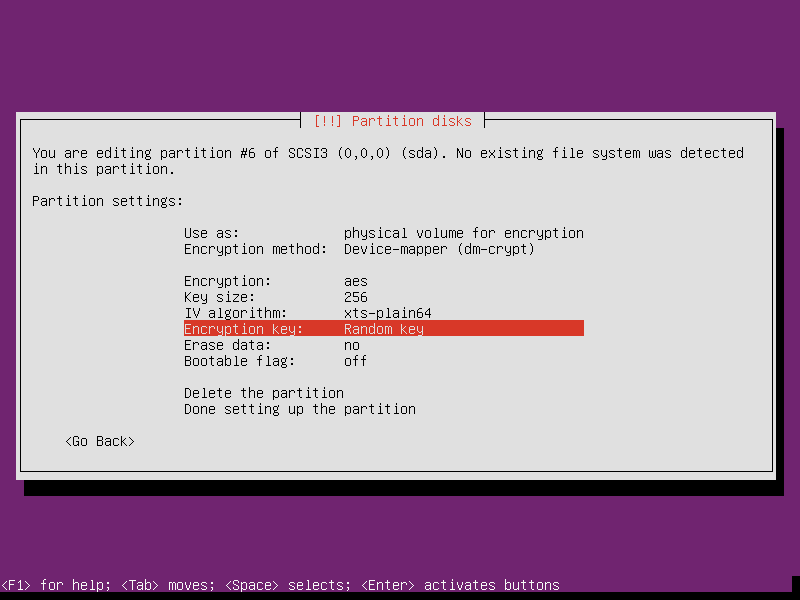 [!!] Partition disks
You are editing partition #6 of SCSI3 (0,0,0) (sda). No existing file system was detected
in this partition.
Partition settings:
Use as: physical volume for encryption
Encryption method: Device-mapper (dm-crypt)
Encryption: aes
Key size: 256
IV algorithm: xts-plain64
Encryption key: Random key
Erase data: no
Bootable flag: off
Delete the partition
Done setting up the partition
<Go Back>
<F1> for help; <Tab> moves; <Space> selects; <Enter> activates buttons